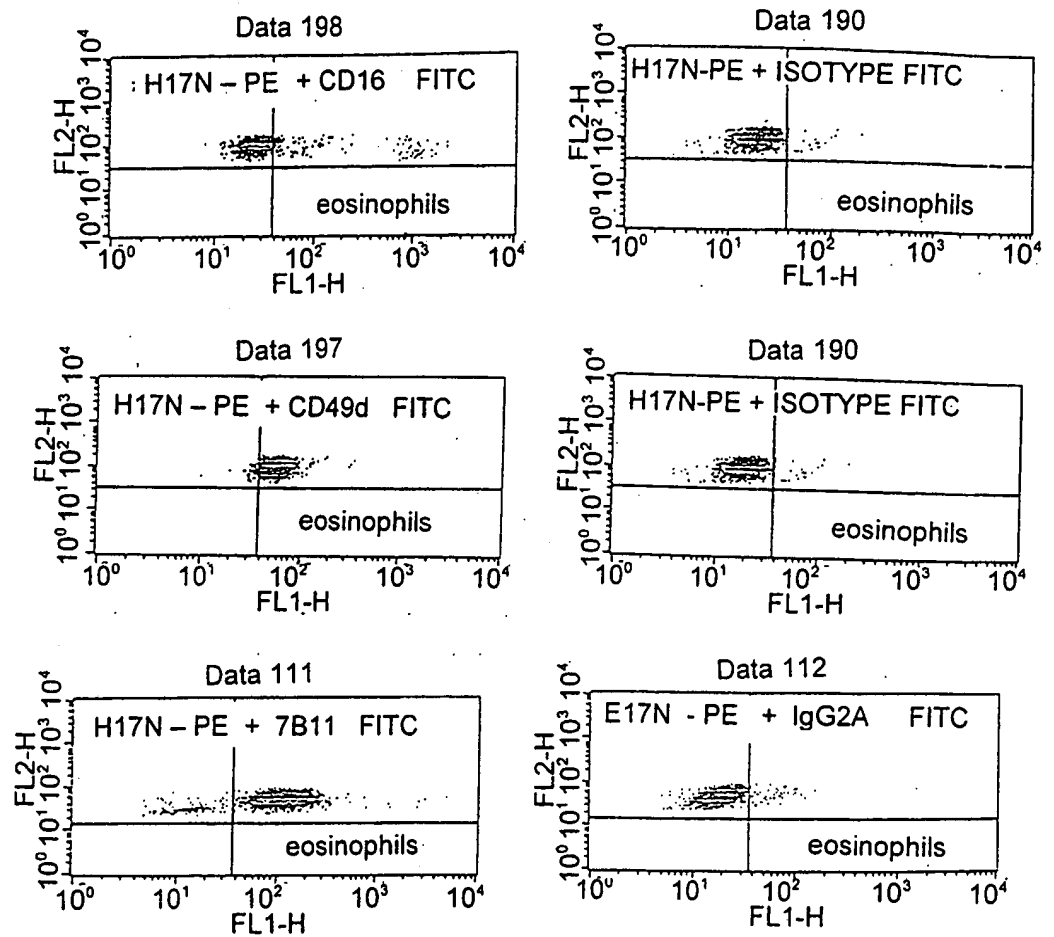 Data 198
: H17N – PE + CD16 FITC
FL2-H
10⁰ 10¹ 10² 10³ 10⁴
eosinophils
10⁰ 10¹ 10² 10³ 10⁴
FL1-H
Data 190
H17N-PE + ISOTYPE FITC
FL2-H
10⁰ 10¹ 10² 10³ 10⁴
eosinophils
10⁰ 10¹ 10² 10³ 10⁴
FL1-H
Data 197
H17N – PE + CD49d FITC
FL2-H
10⁰ 10¹ 10² 10³ 10⁴
eosinophils
10⁰ 10¹ 10² 10³ 10⁴
FL1-H
Data 190
H17N-PE + ISOTYPE FITC
FL2-H
10⁰ 10¹ 10² 10³ 10⁴
eosinophils
10⁰ 10¹ 10² 10³ 10⁴
FL1-H
Data 111
H17N – PE + 7B11 FITC
FL2-H
10⁰ 10¹ 10² 10³ 10⁴
eosinophils
10⁰ 10¹ 10² 10³ 10⁴
FL1-H
Data 112
E17N - PE + IgG2A FITC
FL2-H
10⁰ 10¹ 10² 10³ 10⁴
eosinophils
10⁰ 10¹ 10² 10³ 10⁴
FL1-H